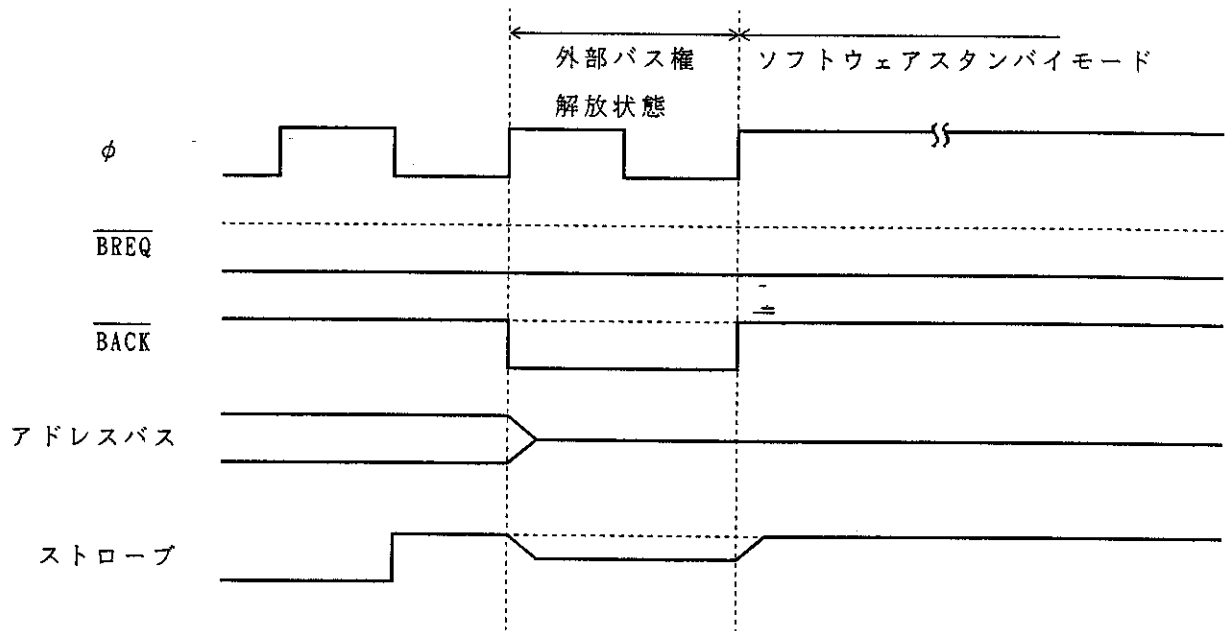 外部バス権
解放状態
ソフトウェアスタンバイモード
φ
BREQ
BACK
アドレスバス
ストローブ